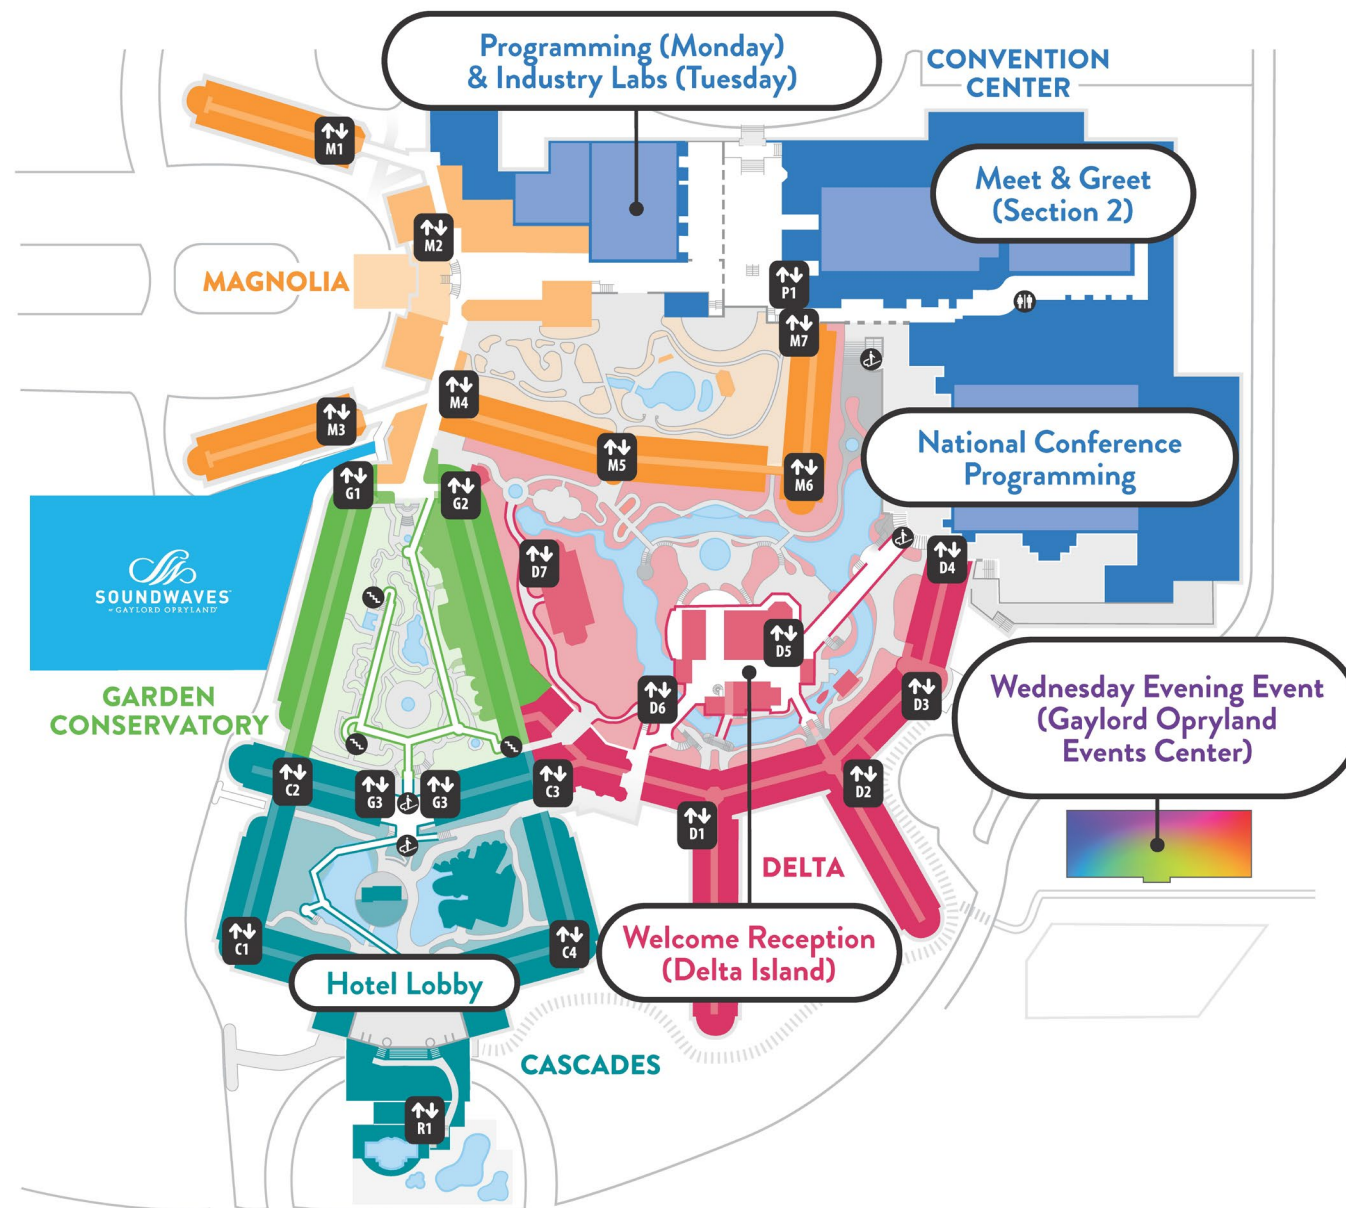 Programming (Monday)
& Industry Labs (Tuesday)
CONVENTION
CENTER
M1
Meet & Greet
(Section 2)
M2
MAGNOLIA
P1
M7
M4
M3
M5
National Conference
Programming
M6
G1
G2
D7
D4
SOUNDWAVES
GAYLORD OPRYLAND
D5
D6
D3
GARDEN
CONSERVATORY
Wednesday Evening Event
(Gaylord Opryland
Events Center)
C2
G3
G3
C3
D2
D1
DELTA
C1
C4
Welcome Reception
(Delta Island)
Hotel Lobby
CASCADES
R1